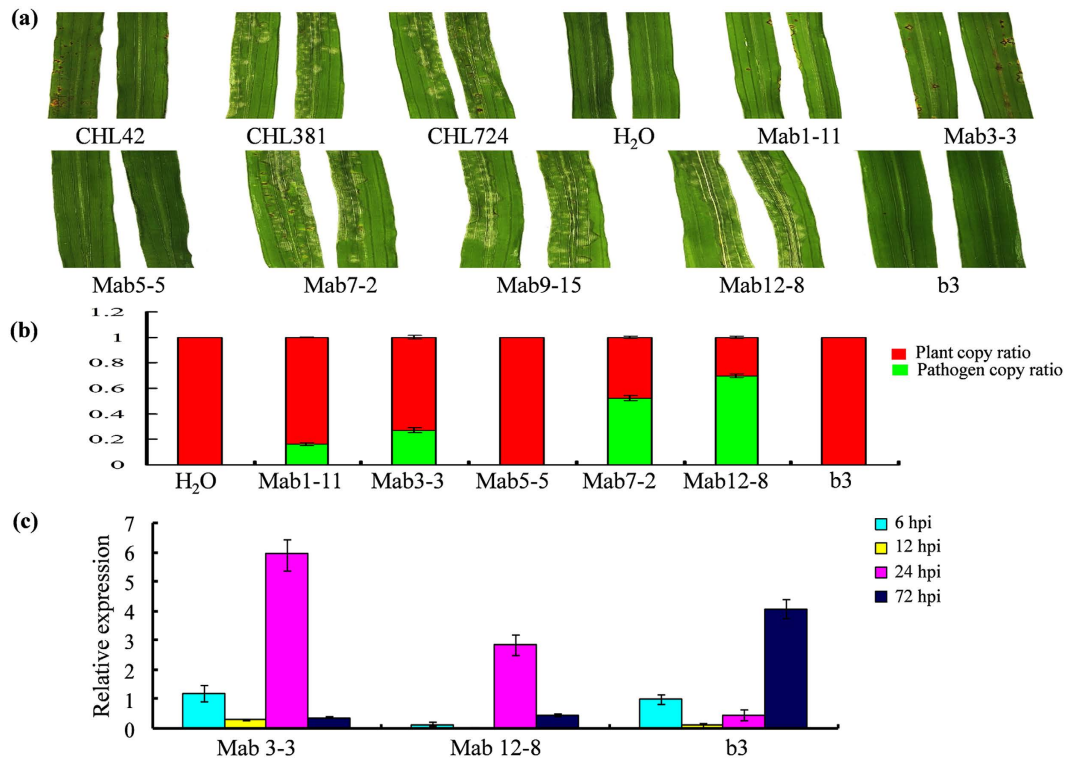 (a)
CHL42 CHL381 CHL724 H₂O Mab1-11 Mab3-3
Mab5-5 Mab7-2 Mab9-15 Mab12-8 b3
(b)
1.2
1
0.8
0.6
0.4
0.2
0
H₂O Mab1-11 Mab3-3 Mab5-5 Mab7-2 Mab12-8 b3
Plant copy ratio
Pathogen copy ratio
(c)
Relative expression
7
6
5
4
3
2
1
0
Mab 3-3 Mab 12-8 b3
6 hpi
12 hpi
24 hpi
72 hpi